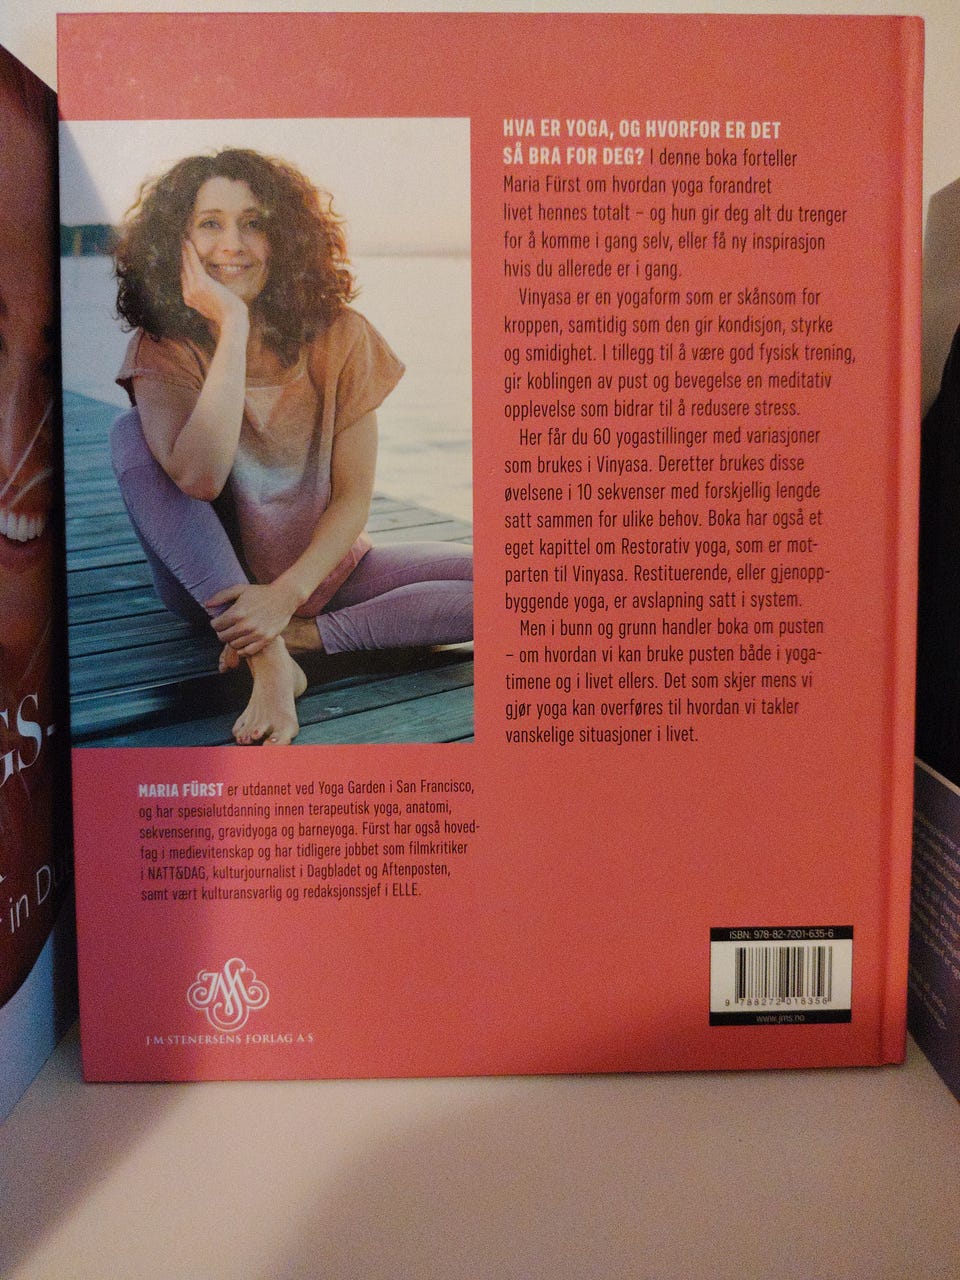 HVA ER YOGA, OG HVORFOR ER DET
SÅ BRA FOR DEG? I denne boka forteller
Maria Fürst om hvordan yoga forandret
livet hennes totalt – og hun gir deg alt du trenger
for å komme i gang selv, eller få ny inspirasjon
hvis du allerede er i gang.
Vinyasa er en yogaform som er skånsom for
kroppen, samtidig som den gir kondisjon, styrke
og smidighet. I tillegg til å være god fysisk trening,
gir koblingen av pust og bevegelse en meditativ
opplevelse som bidrar til å redusere stress.
Her får du 60 yogastillinger med variasjoner
som brukes i Vinyasa. Deretter brukes disse
øvelsene i 10 sekvenser med forskjellig lengde
satt sammen for ulike behov. Boka har også et
eget kapittel om Restorativ yoga, som er mot-
parten til Vinyasa. Restituerende, eller gjenopp-
byggende yoga, er avslapning satt i system.
Men i bunn og grunn handler boka om pusten
– om hvordan vi kan bruke pusten både i yoga-
timene og i livet ellers. Det som skjer mens vi
gjør yoga kan overføres til hvordan vi takler
vanskelige situasjoner i livet.
MARIA FÜRST er utdannet ved Yoga Garden i San Francisco,
og har spesialutdanning innen terapeutisk yoga, anatomi,
sekvensering, gravidyoga og barneyoga. Fürst har også hoved-
fag i medievitenskap og har tidligere jobbet som filmkritiker
i NATT&DAG, kulturjournalist i Dagbladet og Aftenposten,
samt vært kulturansvarlig og redaksjonssjef i ELLE.
JM
J·M·STENERSENS FORLAG A·S
ISBN: 978-82-7201-635-6
9 788272 016356
www.jms.no
GS-
in